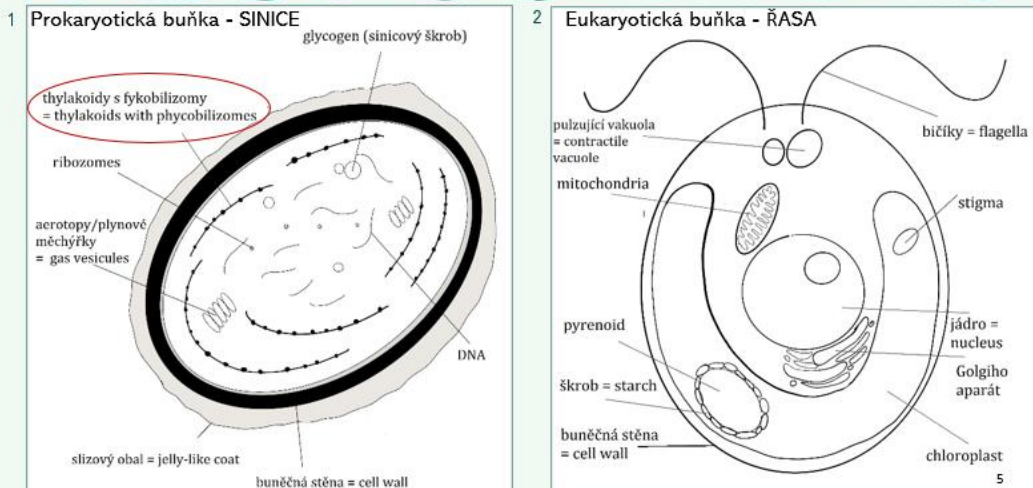 1 Prokaryotická buňka - SINICE
glycogen (sinicový škrob)
thylakoidy s fykobilizomy
= thylakoids with phycobilizomes
ribozomes
aerotopy/plynové
měchýřky
= gas vesicules
DNA
slizový obal = jelly-like coat
buněčná stěna = cell wall
2 Eukaryotická buňka - ŘASA
pulzující vakuola
= contractile
vacuole
bičíky = flagella
mitochondria
stigma
pyrenoid
jádro =
nucleus
Golgiho
aparát
škrob = starch
buněčná stěna
= cell wall
chloroplast
5